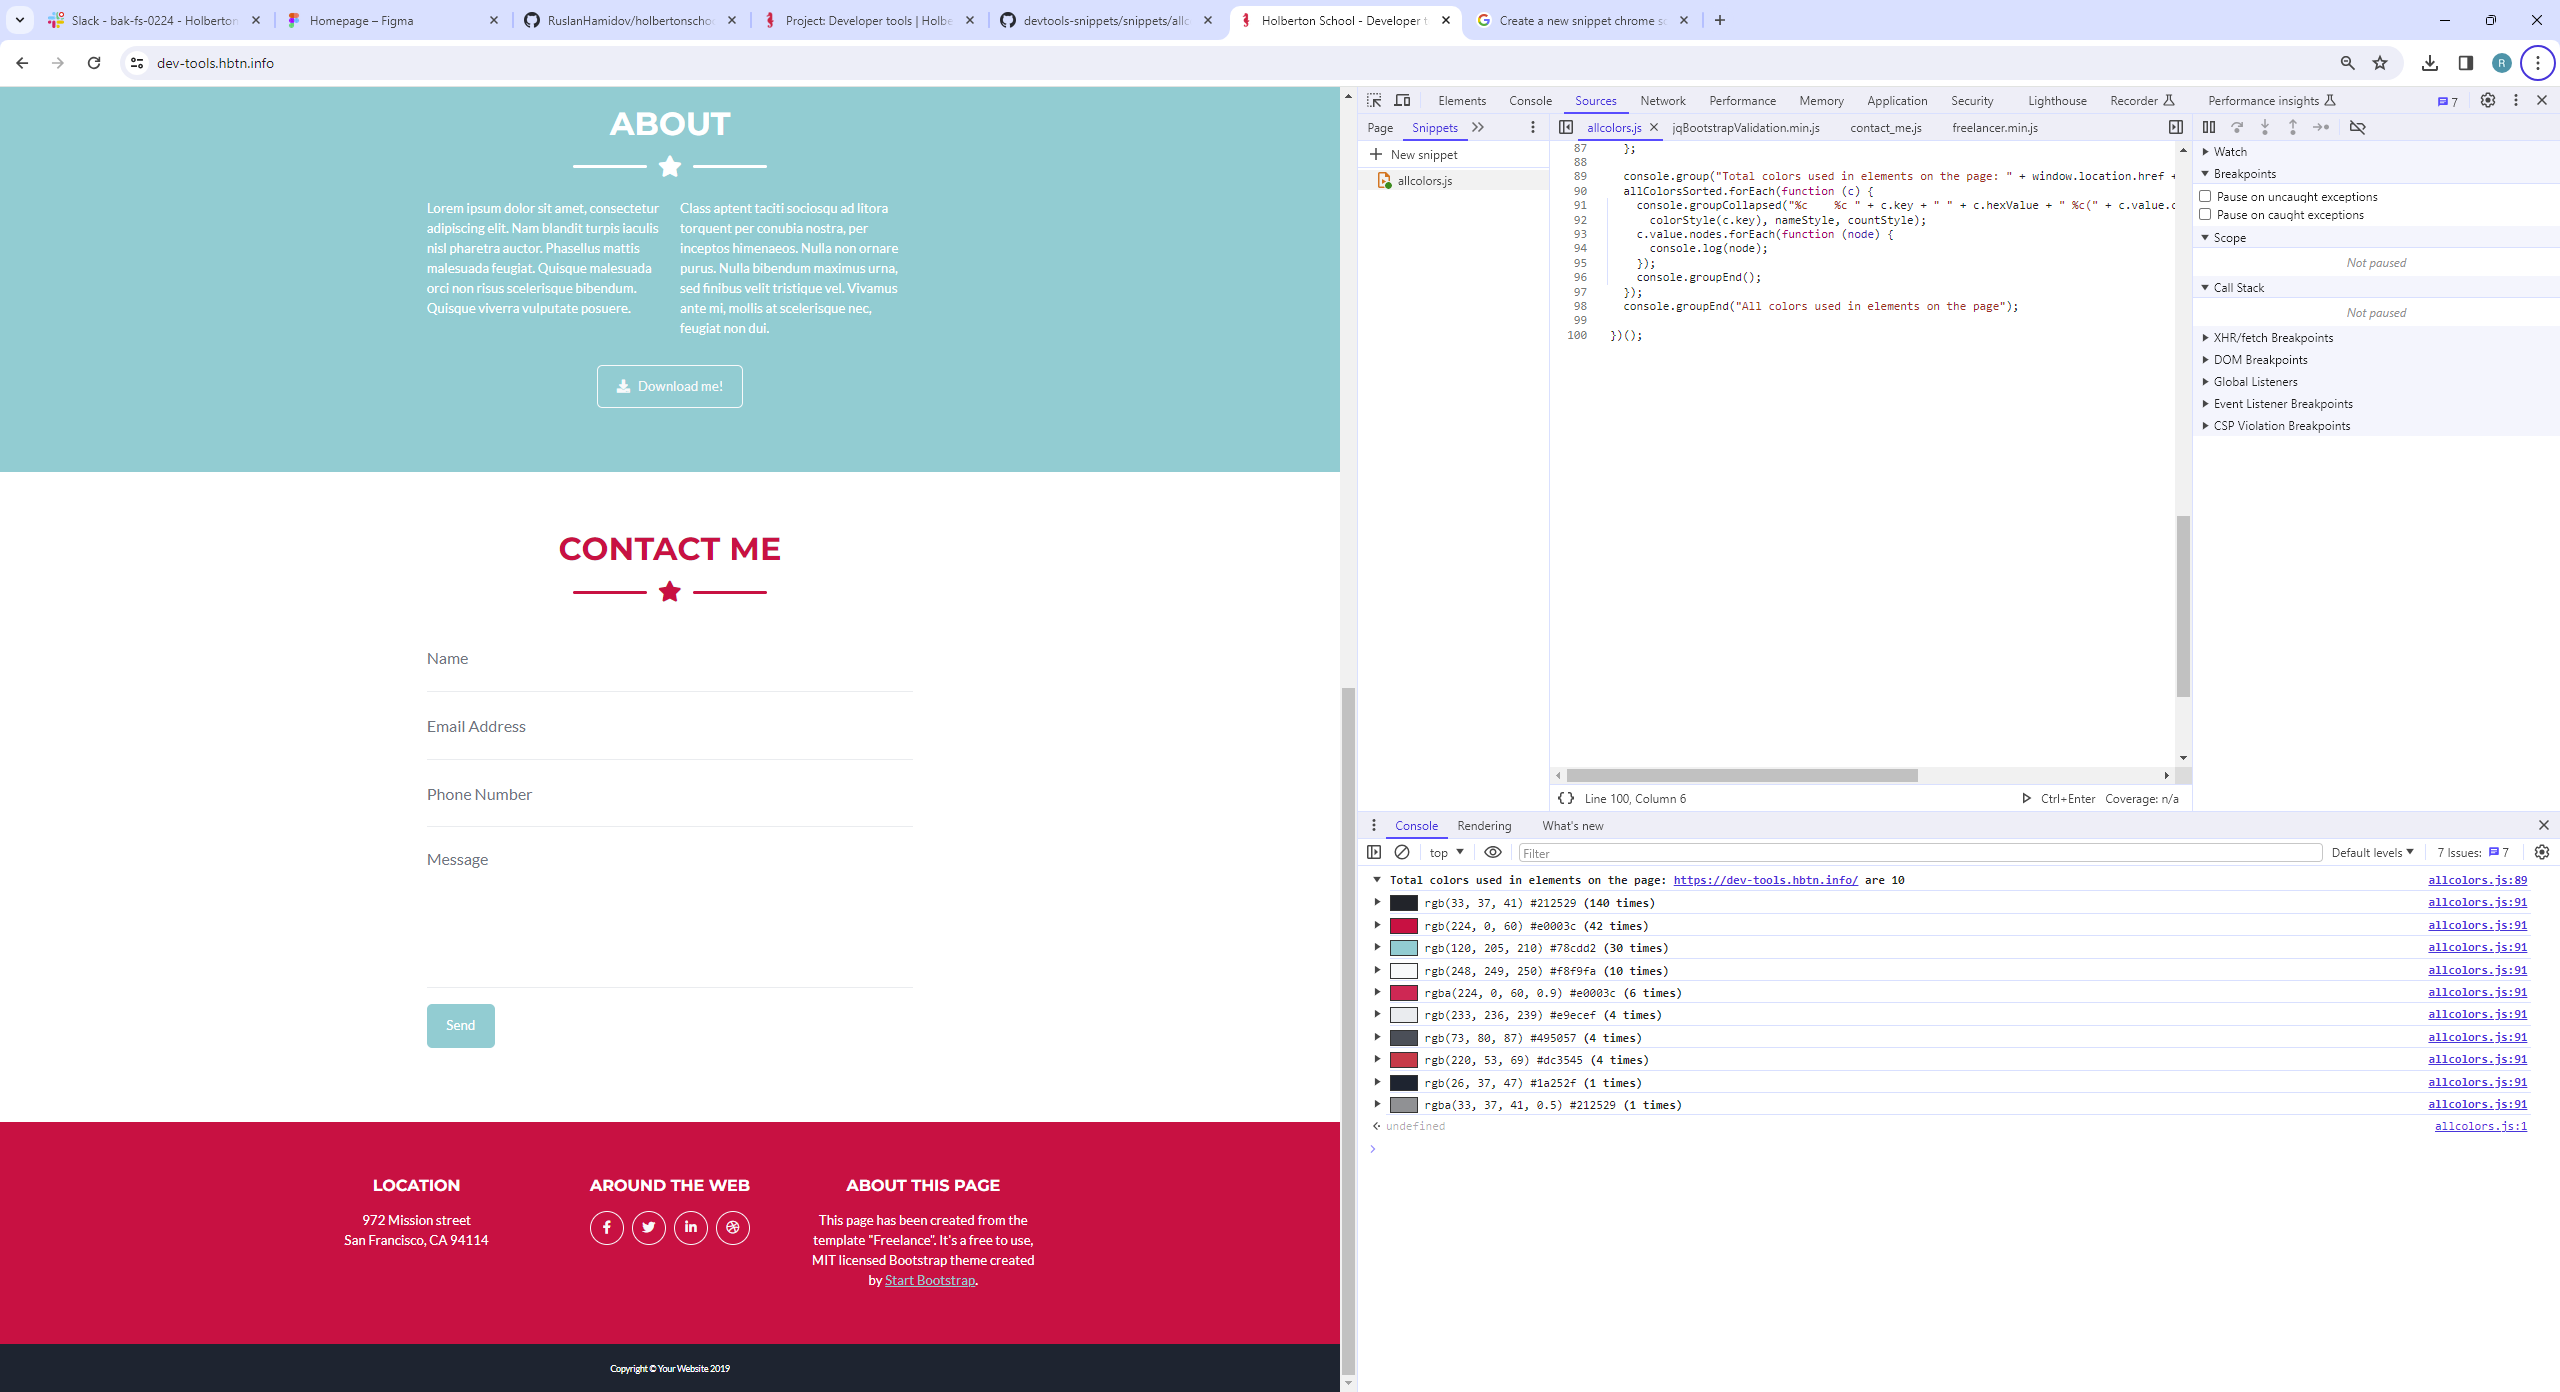 Slack - bak-fs-0224 - Holberton
Homepage – Figma
RuslanHamidov/holbertonschoo
Project: Developer tools | Holbe
devtools-snippets/snippets/allc
Holberton School - Developer t
Create a new snippet chrome so
dev-tools.hbtn.info
R
ABOUT
Lorem ipsum dolor sit amet, consectetur
adipiscing elit. Nam blandit turpis iaculis
nisl pharetra auctor. Phasellus mattis
malesuada feugiat. Quisque malesuada
orci non risus scelerisque bibendum.
Quisque viverra vulputate posuere.
Class aptent taciti sociosqu ad litora
torquent per conubia nostra, per
inceptos himenaeos. Nulla non ornare
purus. Nulla bibendum maximus urna,
sed finibus velit tristique vel. Vivamus
ante mi, mollis at scelerisque nec,
feugiat non dui.
Download me!
CONTACT ME
Name
Email Address
Phone Number
Message
Send
LOCATION
972 Mission street
San Francisco, CA 94114
AROUND THE WEB
ABOUT THIS PAGE
This page has been created from the
template "Freelance". It's a free to use,
MIT licensed Bootstrap theme created
by Start Bootstrap.
Copyright © Your Website 2019
Elements Console Sources Network Performance Memory Application Security Lighthouse Recorder Performance insights 7
Page Snippets
New snippet
allcolors.js
allcolors.js jqBootstrapValidation.min.js contact_me.js freelancer.min.js
87 };
88
89 console.group("Total colors used in elements on the page: " + window.location.href +
90 allColorsSorted.forEach(function (c) {
91 console.groupCollapsed("%c    %c " + c.key + " " + c.hexValue + " %c(" + c.value.c
92 colorStyle(c.key), nameStyle, countStyle);
93 c.value.nodes.forEach(function (node) {
94 console.log(node);
95 });
96 console.groupEnd();
97 });
98 console.groupEnd("All colors used in elements on the page");
99
100 })();
Line 100, Column 6
Ctrl+Enter Coverage: n/a
Watch
Breakpoints
Pause on uncaught exceptions
Pause on caught exceptions
Scope
Not paused
Call Stack
Not paused
XHR/fetch Breakpoints
DOM Breakpoints
Global Listeners
Event Listener Breakpoints
CSP Violation Breakpoints
Console Rendering What's new
top Filter Default levels 7 Issues: 7
Total colors used in elements on the page: https://dev-tools.hbtn.info/ are 10 allcolors.js:89
rgb(33, 37, 41) #212529 (140 times) allcolors.js:91
rgb(224, 0, 60) #e0003c (42 times) allcolors.js:91
rgb(120, 205, 210) #78cdd2 (30 times) allcolors.js:91
rgb(248, 249, 250) #f8f9fa (10 times) allcolors.js:91
rgba(224, 0, 60, 0.9) #e0003c (6 times) allcolors.js:91
rgb(233, 236, 239) #e9ecef (4 times) allcolors.js:91
rgb(73, 80, 87) #495057 (4 times) allcolors.js:91
rgb(220, 53, 69) #dc3545 (4 times) allcolors.js:91
rgb(26, 37, 47) #1a252f (1 times) allcolors.js:91
rgba(33, 37, 41, 0.5) #212529 (1 times) allcolors.js:91
undefined allcolors.js:1